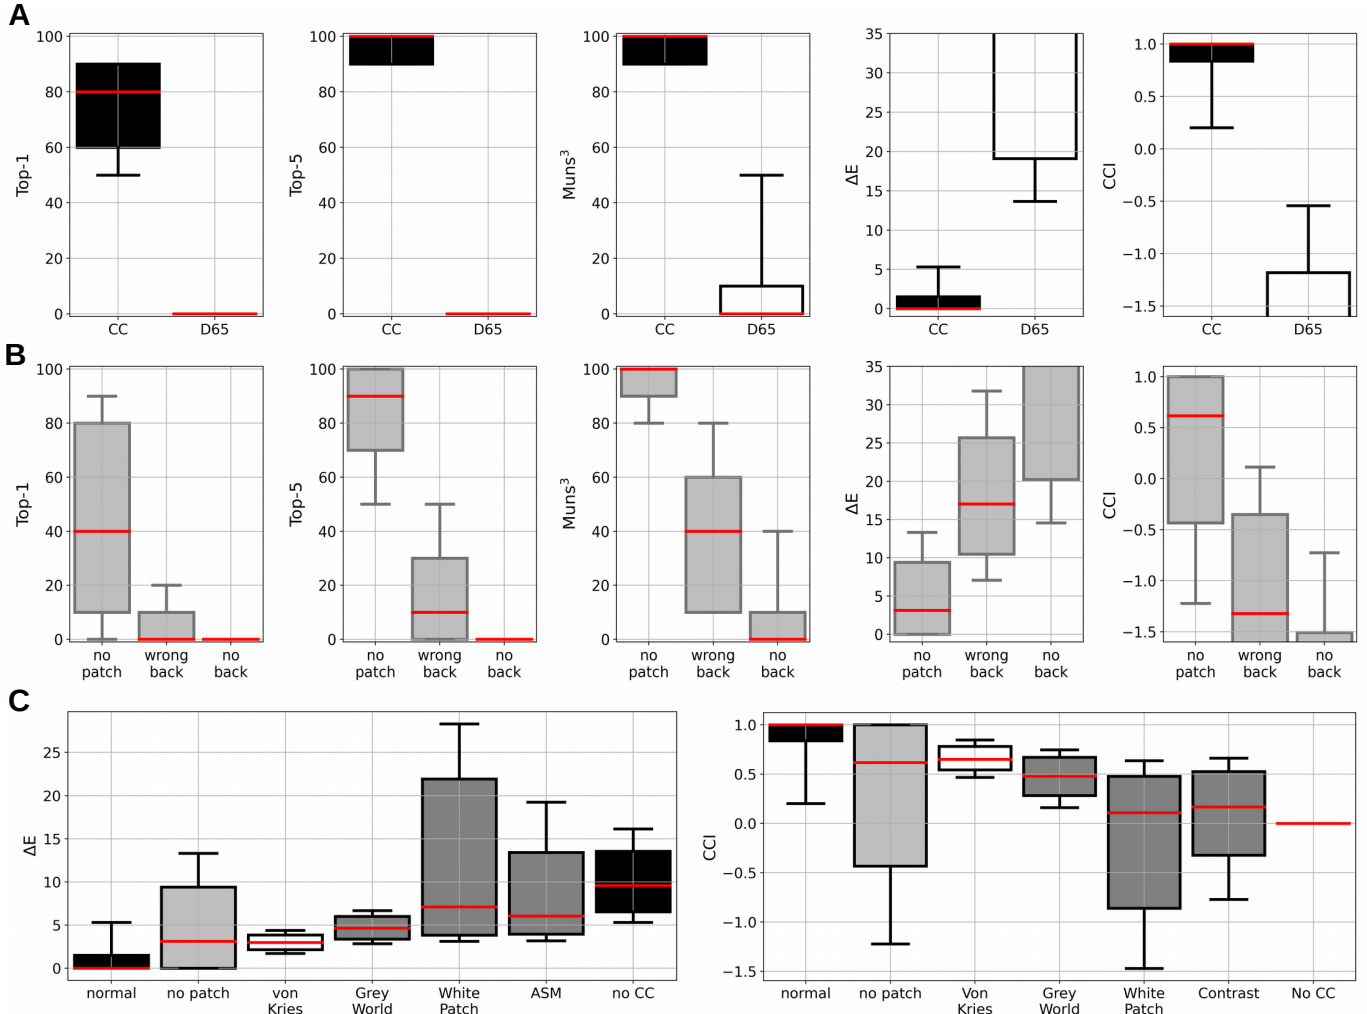 A
100
80
60
40
20
0
Top-1
CC
D65
100
80
60
40
20
0
Top-5
CC
D65
100
80
60
40
20
0
Muns³
CC
D65
35
30
25
20
15
10
5
0
ΔE
CC
D65
1.0
0.5
0.0
−0.5
−1.0
−1.5
CCI
CC
D65
B
100
80
60
40
20
0
Top-1
no
patch
wrong
back
no
back
100
80
60
40
20
0
Top-5
no
patch
wrong
back
no
back
100
80
60
40
20
0
Muns³
no
patch
wrong
back
no
back
35
30
25
20
15
10
5
0
ΔE
no
patch
wrong
back
no
back
1.0
0.5
0.0
−0.5
−1.0
−1.5
CCI
no
patch
wrong
back
no
back
C
25
20
15
10
5
0
ΔE
normal
no patch
von
Kries
Grey
World
White
Patch
ASM
no CC
1.0
0.5
0.0
−0.5
−1.0
−1.5
CCI
normal
no patch
Von
Kries
Grey
World
White
Patch
Contrast
No CC